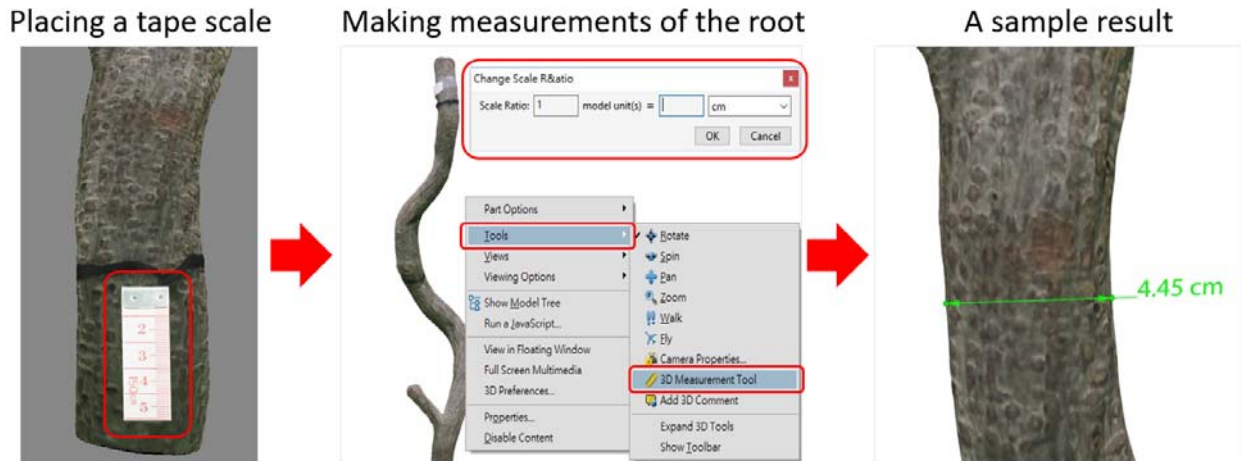 Placing a tape scale
Making measurements of the root
A sample result
2
3
4
5
150cm
Change Scale R&atio
x
Scale Ratio: 1 model unit(s) = cm
OK Cancel
Part Options
Tools
Views
Viewing Options
Show Model Tree
Run a JavaScript...
View in Floating Window
Full Screen Multimedia
3D Preferences...
Properties...
Disable Content
Rotate
Spin
Pan
Zoom
Walk
Fly
Camera Properties...
3D Measurement Tool
Add 3D Comment
Expand 3D Tools
Show Toolbar
4.45 cm